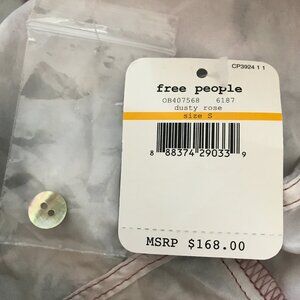 CP3924 1 1
free people
OB407568 6187
dusty rose
size S
8 88374 29033 9
MSRP $168.00